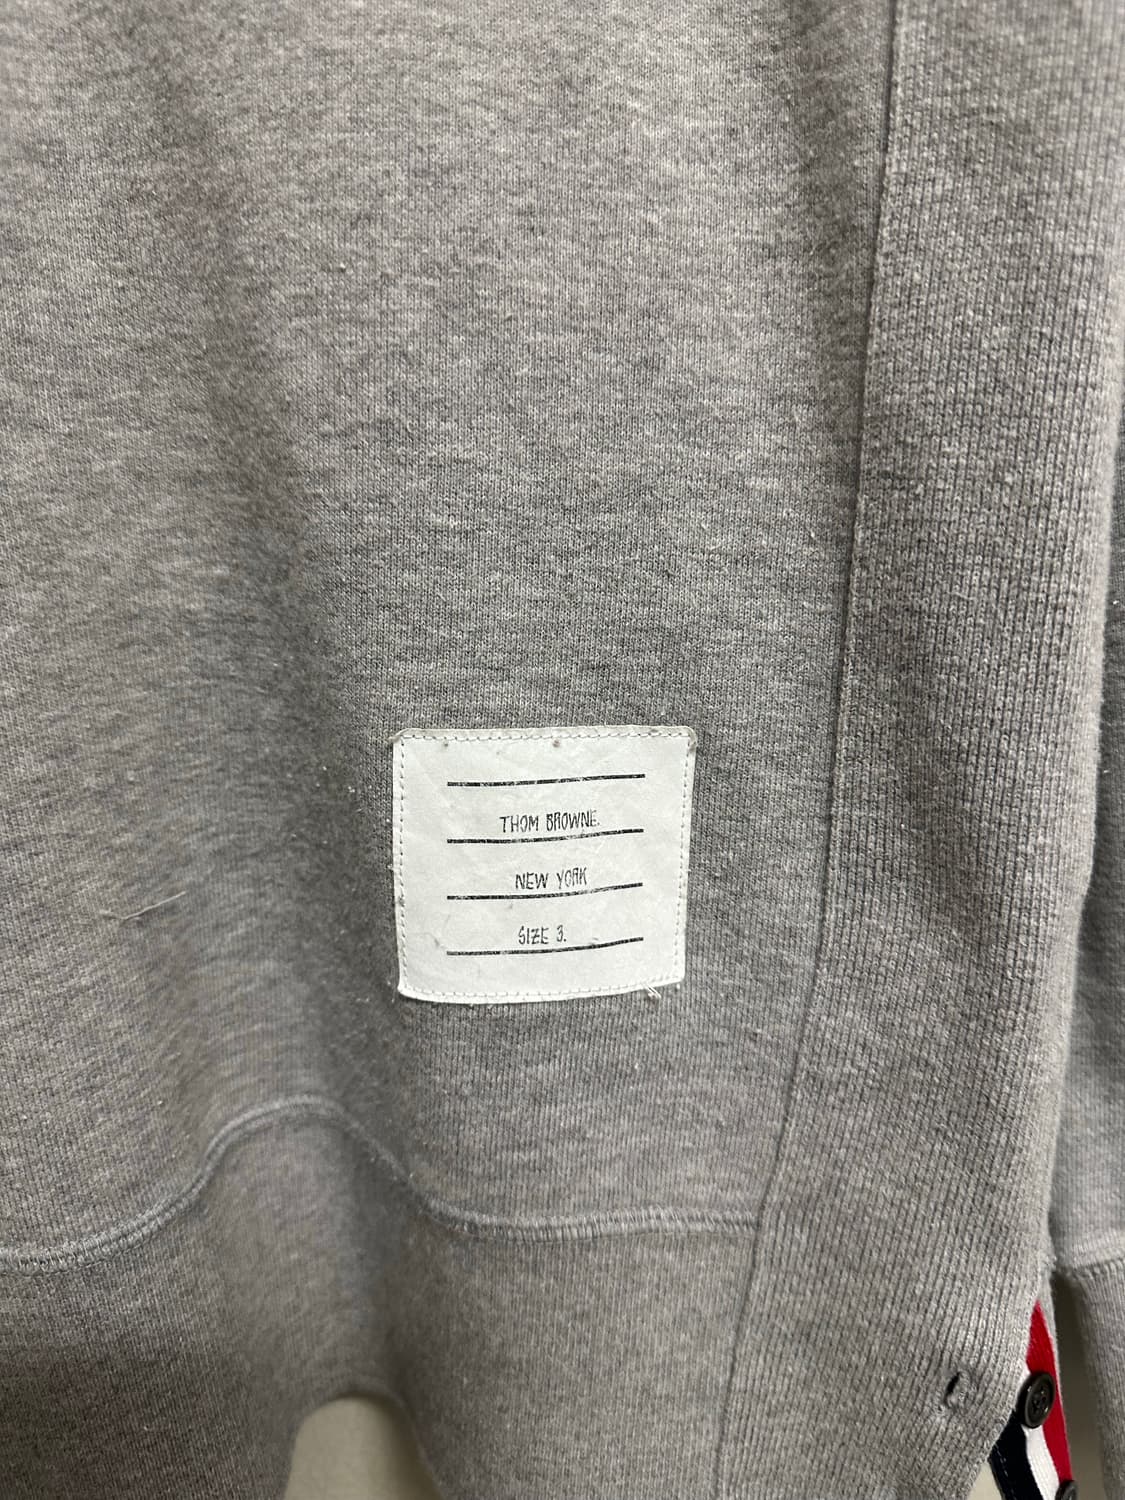 THOM BROWNE.
NEW YORK
SIZE 3.